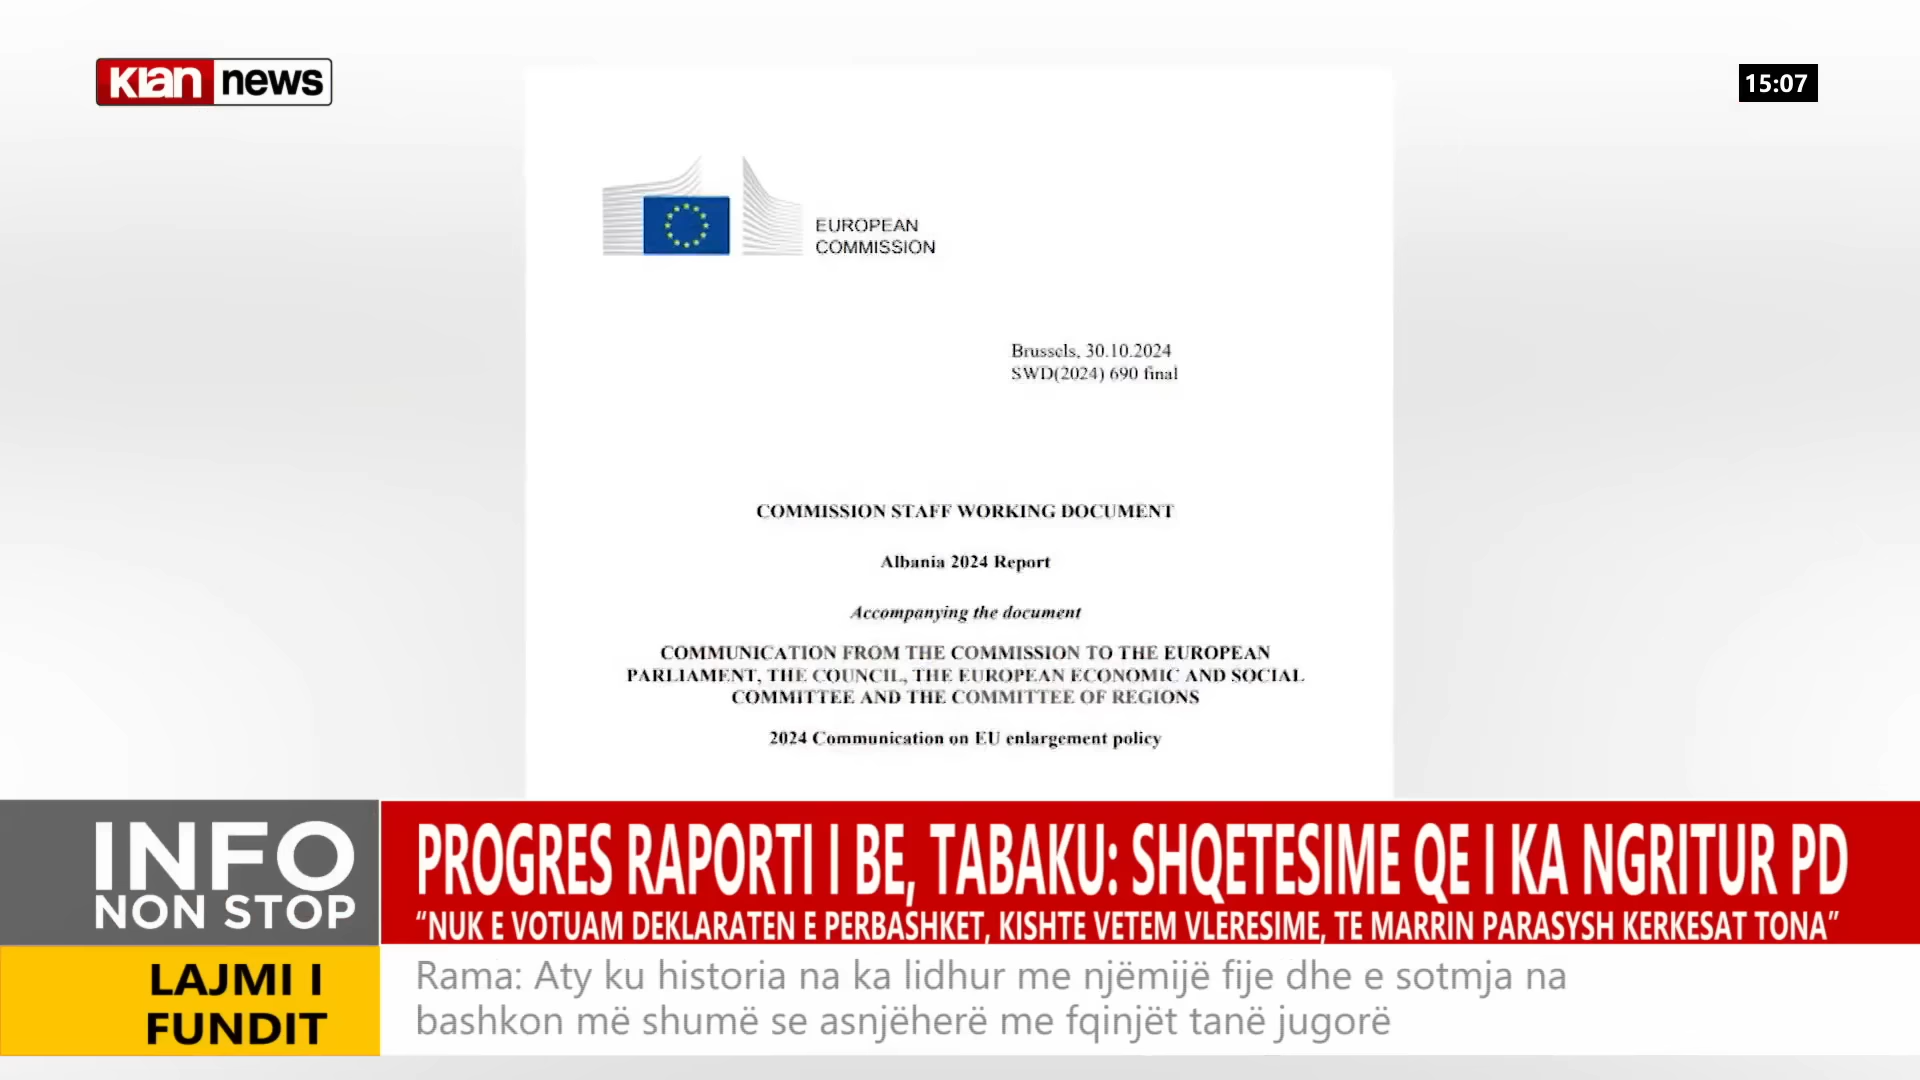 Klan news
15:07
EUROPEAN
COMMISSION
Brussels, 30.10.2024
SWD(2024) 690 final
COMMISSION STAFF WORKING DOCUMENT
Albania 2024 Report
Accompanying the document
COMMUNICATION FROM THE COMMISSION TO THE EUROPEAN
PARLIAMENT, THE COUNCIL, THE EUROPEAN ECONOMIC AND SOCIAL
COMMITTEE AND THE COMMITTEE OF REGIONS
2024 Communication on EU enlargement policy
INFO
NON STOP
PROGRES RAPORTI I BE, TABAKU: SHQETESIME QE I KA NGRITUR PD
“NUK E VOTUAM DEKLARATEN E PERBASHKET, KISHTE VETEM VLERESIME, TE MARRIN PARASYSH KERKESAT TONA”
LAJMI I
FUNDIT
Rama: Aty ku historia na ka lidhur me njëmijë fije dhe e sotmja na
bashkon më shumë se asnjëherë me fqinjët tanë jugorë